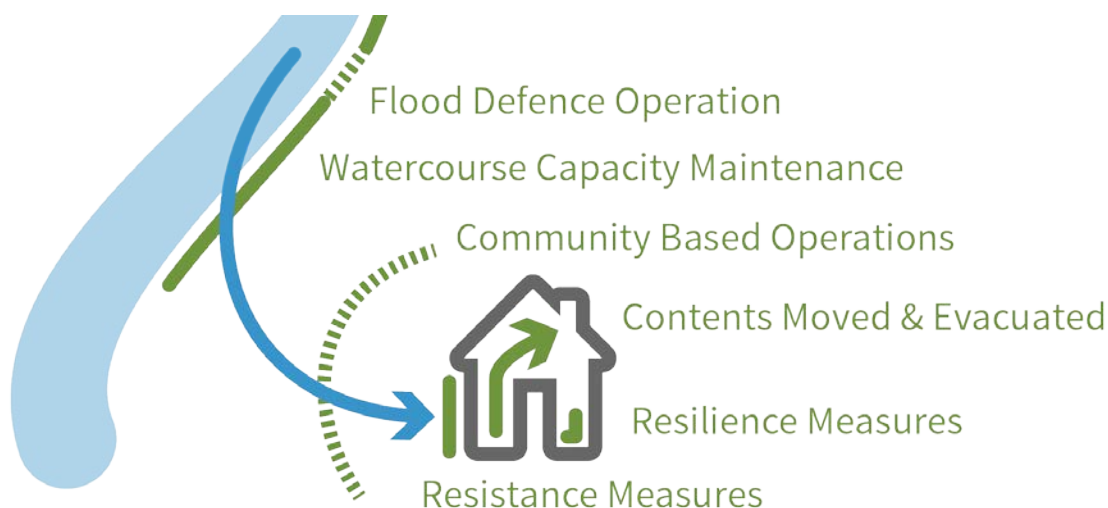 Flood Defence Operation
Watercourse Capacity Maintenance
Community Based Operations
Contents Moved & Evacuated
Resilience Measures
Resistance Measures